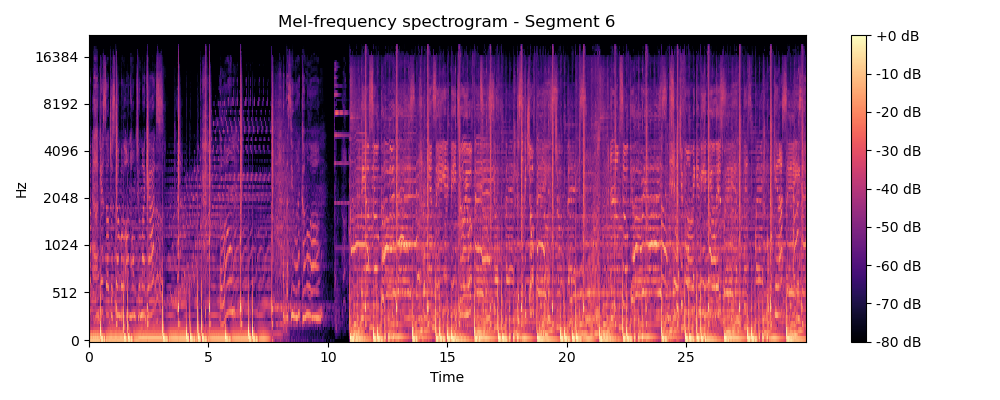 Mel-frequency spectrogram - Segment 6
Hz
16384
8192
4096
2048
1024
512
0
0 5 10 15 20 25
Time
+0 dB
-10 dB
-20 dB
-30 dB
-40 dB
-50 dB
-60 dB
-70 dB
-80 dB